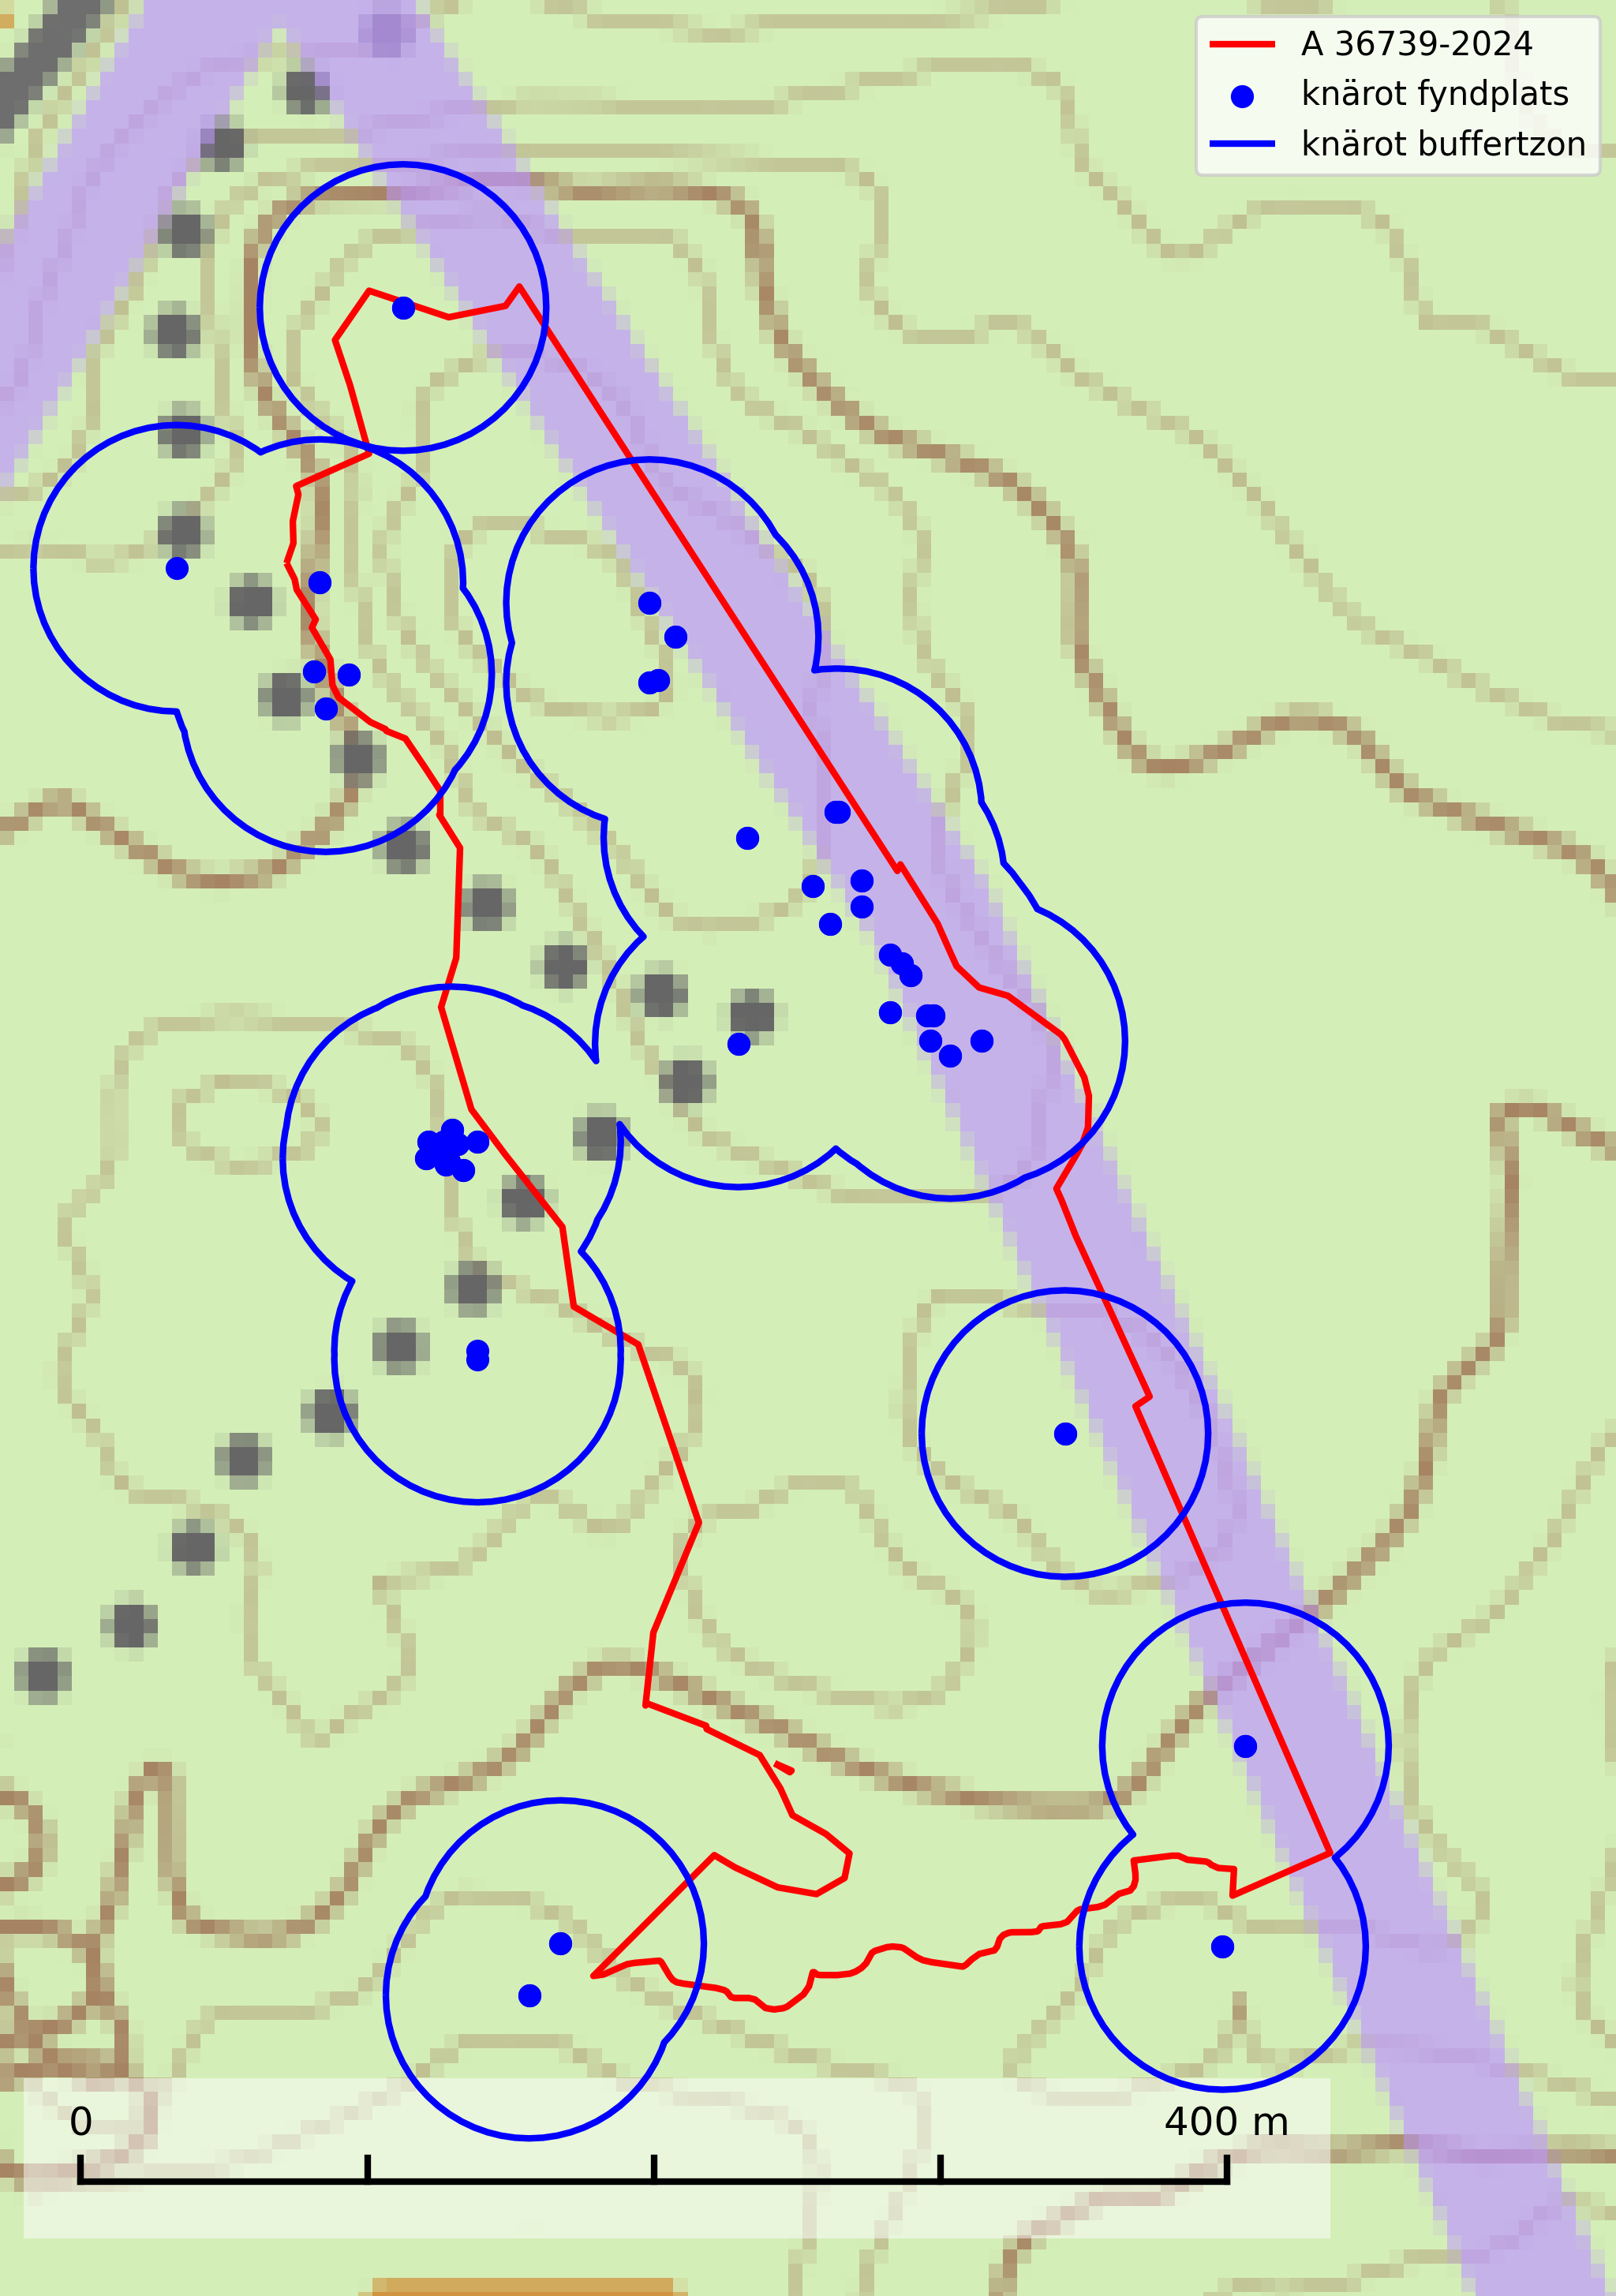 A 36739-2024
knärot fyndplats
knärot buffertzon
0 400 m